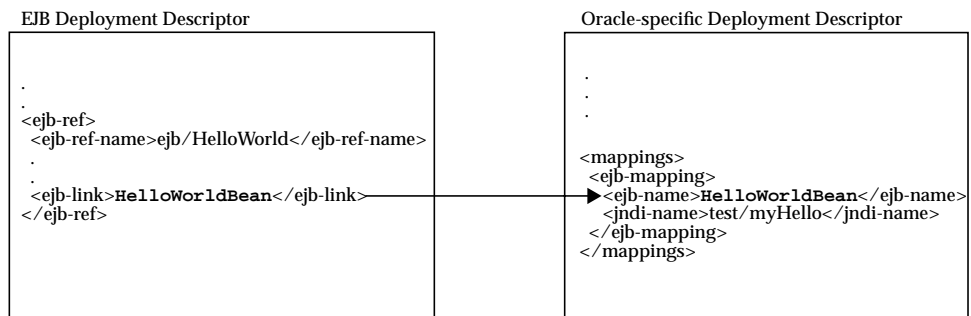 EJB Deployment Descriptor
.
.
<ejb-ref>
<ejb-ref-name>ejb/HelloWorld</ejb-ref-name>
.
.
<ejb-link>HelloWorldBean</ejb-link>
</ejb-ref>
Oracle-specific Deployment Descriptor
.
.
.
<mappings>
<ejb-mapping>
<ejb-name>HelloWorldBean</ejb-name>
<jndi-name>test/myHello</jndi-name>
</ejb-mapping>
</mappings>